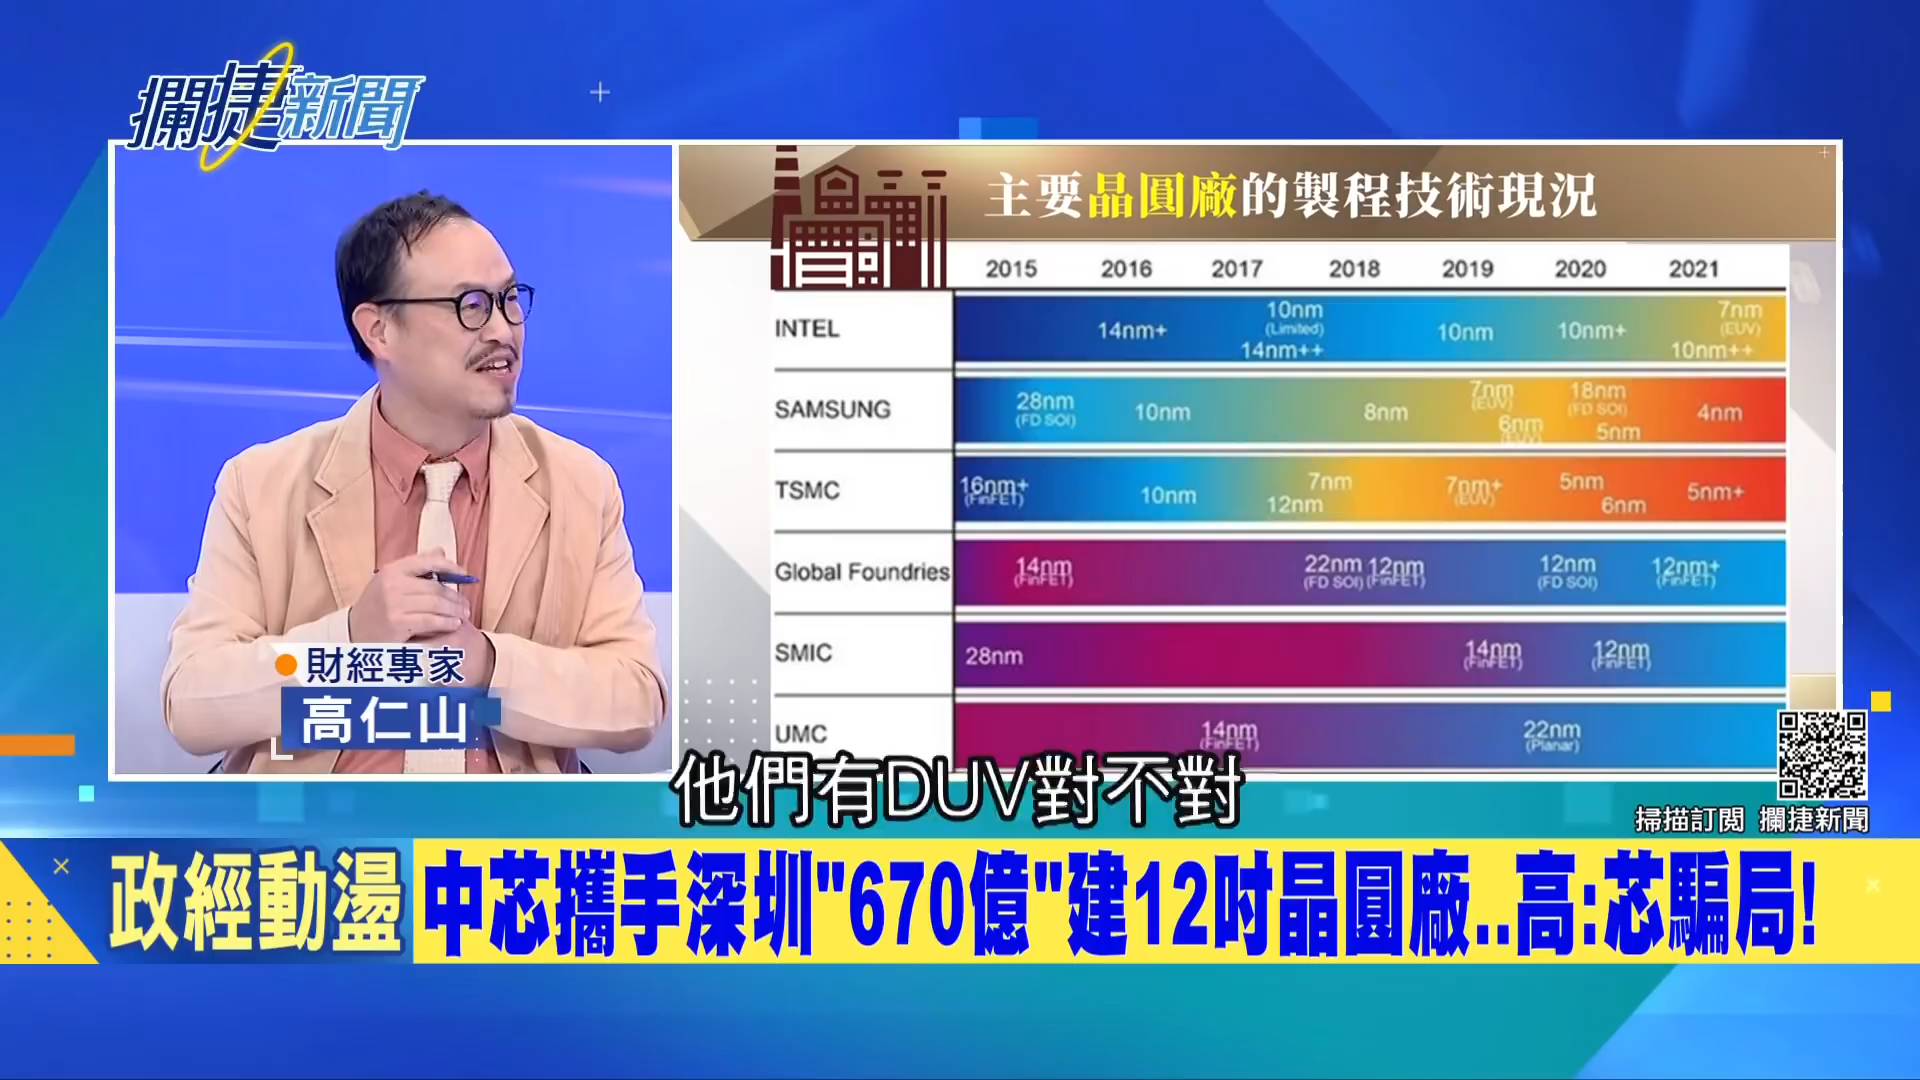 攔捷新聞
主要晶圓廠的製程技術現況
2015 2016 2017 2018 2019 2020 2021
INTEL 14nm+ 10nm (Limited) 14nm++ 10nm 10nm+ 7nm (EUV) 10nm++
SAMSUNG 28nm (FD SOI) 10nm 8nm 7nm (EUV) 6nm (EUV) 18nm (FD SOI) 5nm 4nm
TSMC 16nm+ (FinFET) 10nm 12nm 7nm 7nm+ (EUV) 5nm 6nm 5nm+
Global Foundries 14nm (FinFET) 22nm (FD SOI) 12nm (FinFET) 12nm (FD SOI) 12nm+ (FinFET)
SMIC 28nm 14nm (FinFET) 12nm (FinFET)
UMC 14nm (FinFET) 22nm (Planar)
財經專家
高仁山
他們有DUV對不對
掃描訂閱 攔捷新聞
政經動盪
中芯攜手深圳"670億"建12吋晶圓廠..高:芯騙局!